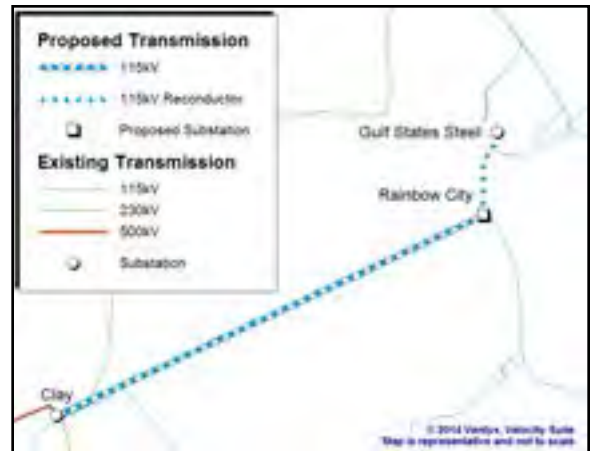 Proposed Transmission
115kV
115kV Reconductor
Proposed Substation
Existing Transmission
115kV
230kV
500kV
Substation
Gulf States Steel
Rainbow City
Clay
© 2014 Ventyx, Velocity Suite
Map is representative and not to scale